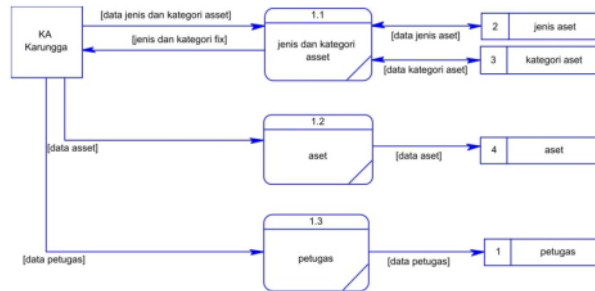 KA
Karungga
[data jenis dan kategori asset]
[jenis dan kategori fix]
1.1
jenis dan kategori
asset
[data jenis aset]
[data kategori aset]
2 jenis aset
3 kategori aset
[data asset]
1.2
aset
[data aset]
4 aset
[data petugas]
1.3
petugas
[data petugas]
1 petugas